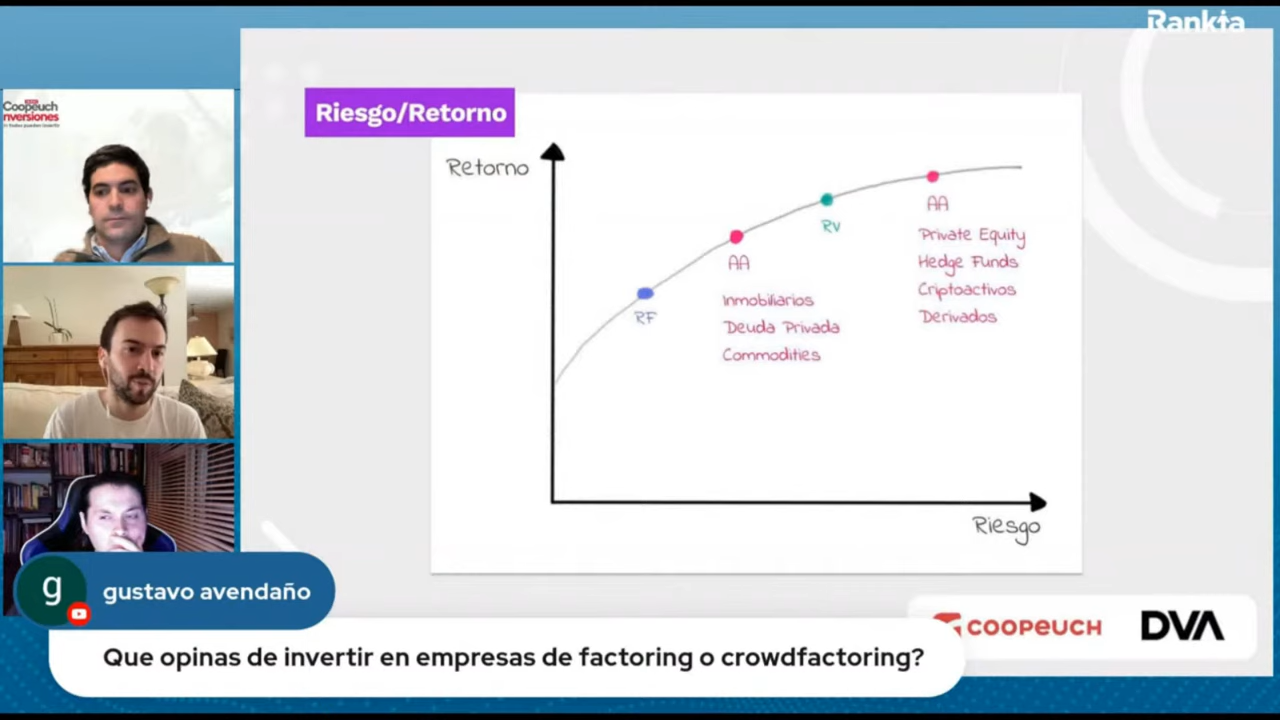 Rankia
Coopeuch
nversiones
Riesgo/Retorno
Retorno
AA
RV
AA
RF
Private Equity
Hedge Funds
Criptoactivos
Derivados
Inmobiliarios
Deuda Privada
Commodities
Riesgo
g
gustavo avendaño
COOPEUCH
DVA
Que opinas de invertir en empresas de factoring o crowdfactoring?